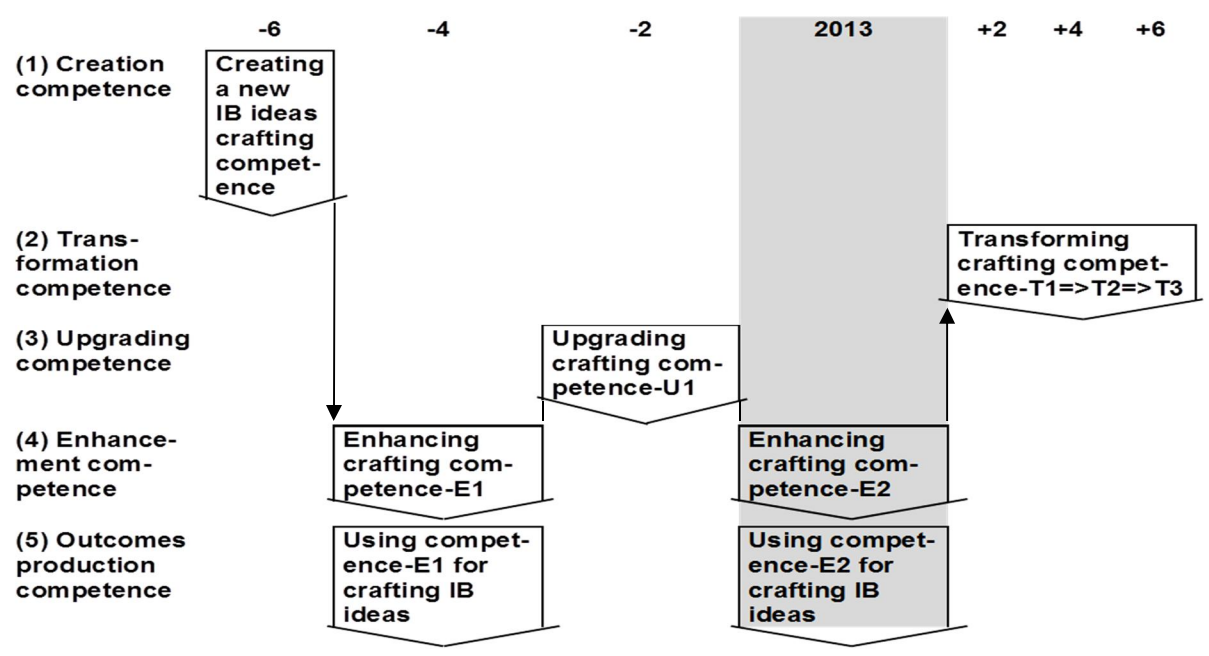 -6 -4 -2 2013 +2 +4 +6
(1) Creation
competence
Creating
a new
IB ideas
crafting
compet-
ence
(2) Trans-
formation
competence
Transforming
crafting compet-
ence-T1=>T2=>T3
(3) Upgrading
competence
Upgrading
crafting com-
petence-U1
(4) Enhance-
ment com-
petence
Enhancing
crafting com-
petence-E1
Enhancing
crafting com-
petence-E2
(5) Outcomes
production
competence
Using compet-
ence-E1 for
crafting IB
ideas
Using compet-
ence-E2 for
crafting IB
ideas